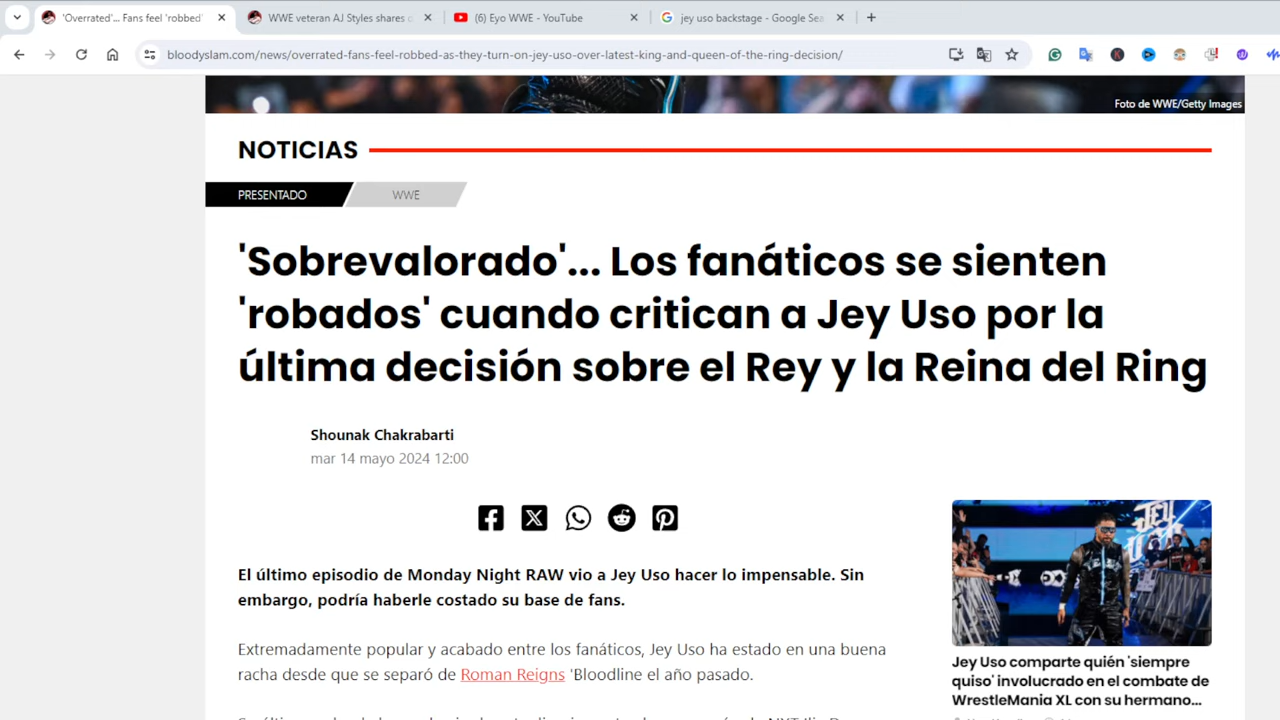 'Overrated'... Fans feel 'robbed'
WWE veteran AJ Styles shares
(6) Eyo WWE - YouTube
jey uso backstage - Google Sea
bloodyslam.com/news/overrated-fans-feel-robbed-as-they-turn-on-jey-uso-over-latest-king-and-queen-of-the-ring-decision/
Foto de WWE/Getty Images
NOTICIAS
PRESENTADO
WWE
'Sobrevalorado'... Los fanáticos se sienten
'robados' cuando critican a Jey Uso por la
última decisión sobre el Rey y la Reina del Ring
Shounak Chakrabarti
mar 14 mayo 2024 12:00
El último episodio de Monday Night RAW vio a Jey Uso hacer lo impensable. Sin
embargo, podría haberle costado su base de fans.
Extremadamente popular y acabado entre los fanáticos, Jey Uso ha estado en una buena
racha desde que se separó de Roman Reigns 'Bloodline el año pasado.
JEY
USO
Jey Uso comparte quién 'siempre
quiso' involucrado en el combate de
WrestleMania XL con su hermano...